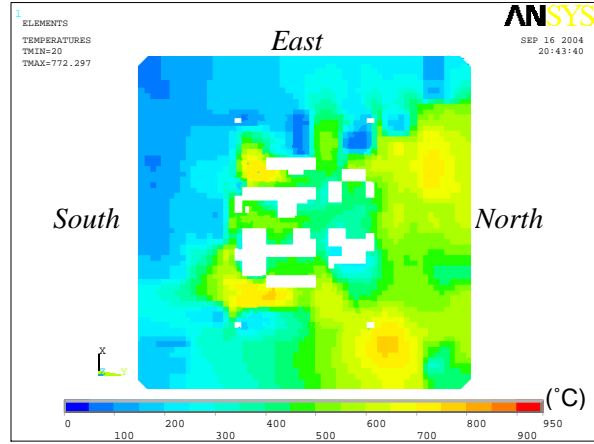 1
ELEMENTS
TEMPERATURES
TMIN=20
TMAX=772.297
ANSYS
SEP 16 2004
20:43:40
East
South
North
X
Z Y
(°C)
0 200 400 600 800 950
100 300 500 700 900